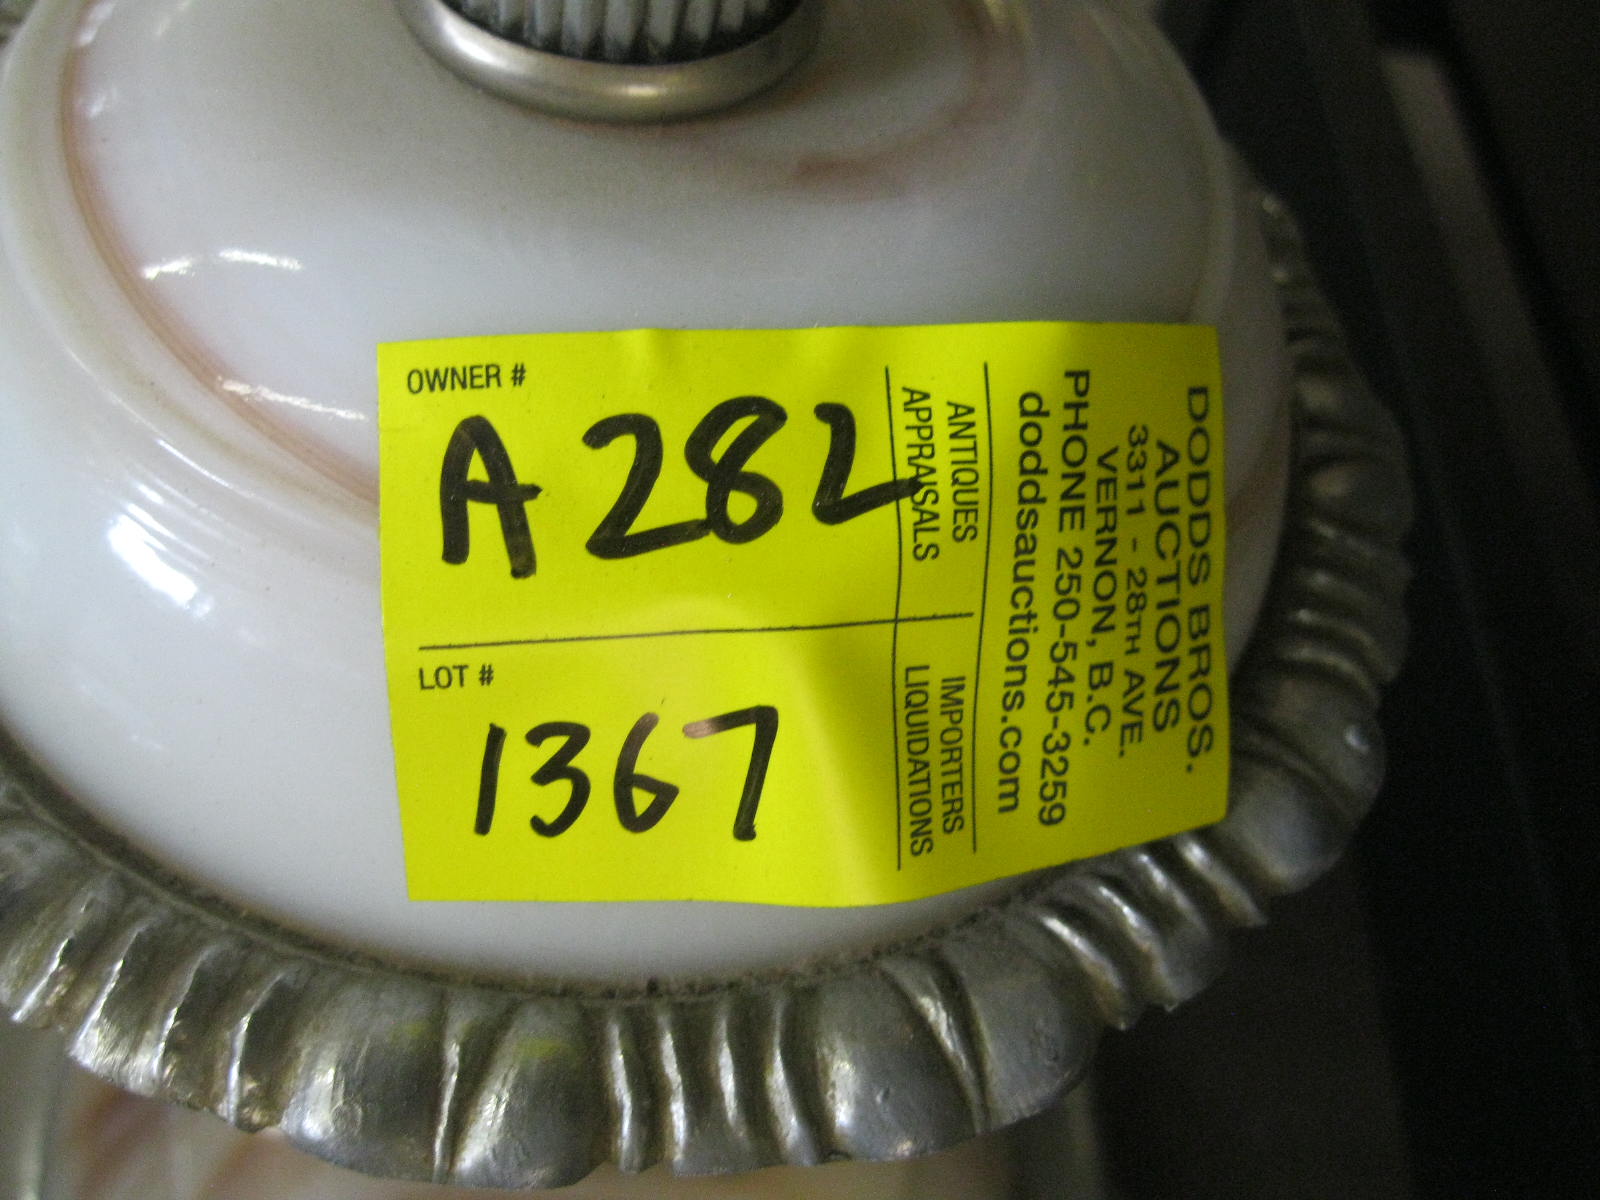 OWNER #
A 282
LOT #
1367
ANTIQUES
APPRAISALS
IMPORTERS
LIQUIDATIONS
DODDS BROS.
AUCTIONS
3311 - 28TH AVE.
VERNON, B.C.
PHONE 250-545-3259
doddsauctions.com